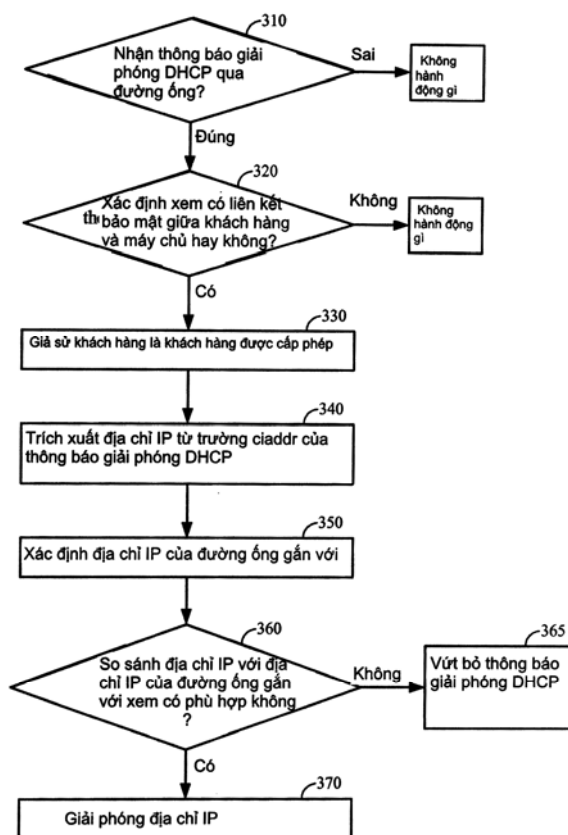 310
Nhận thông báo giải
phóng DHCP qua
đường ống?
Sai
Không
hành
động gì
Đúng
320
Xác định xem có liên kết
thı bảo mật giữa khách hàng
và máy chủ hay không?
Không
Không
hành động
gì
Có
330
Giả sử khách hàng là khách hàng được cấp phép
340
Trích xuất địa chỉ IP từ trường ciaddr của
thông báo giải phóng DHCP
350
Xác định địa chỉ IP của đường ống gắn với
360
So sánh địa chỉ IP với địa
chỉ IP của đường ống gắn
với xem có phù hợp không
?
Không
365
Vứt bỏ thông báo
giải phóng DHCP
Có
370
Giải phóng địa chỉ IP